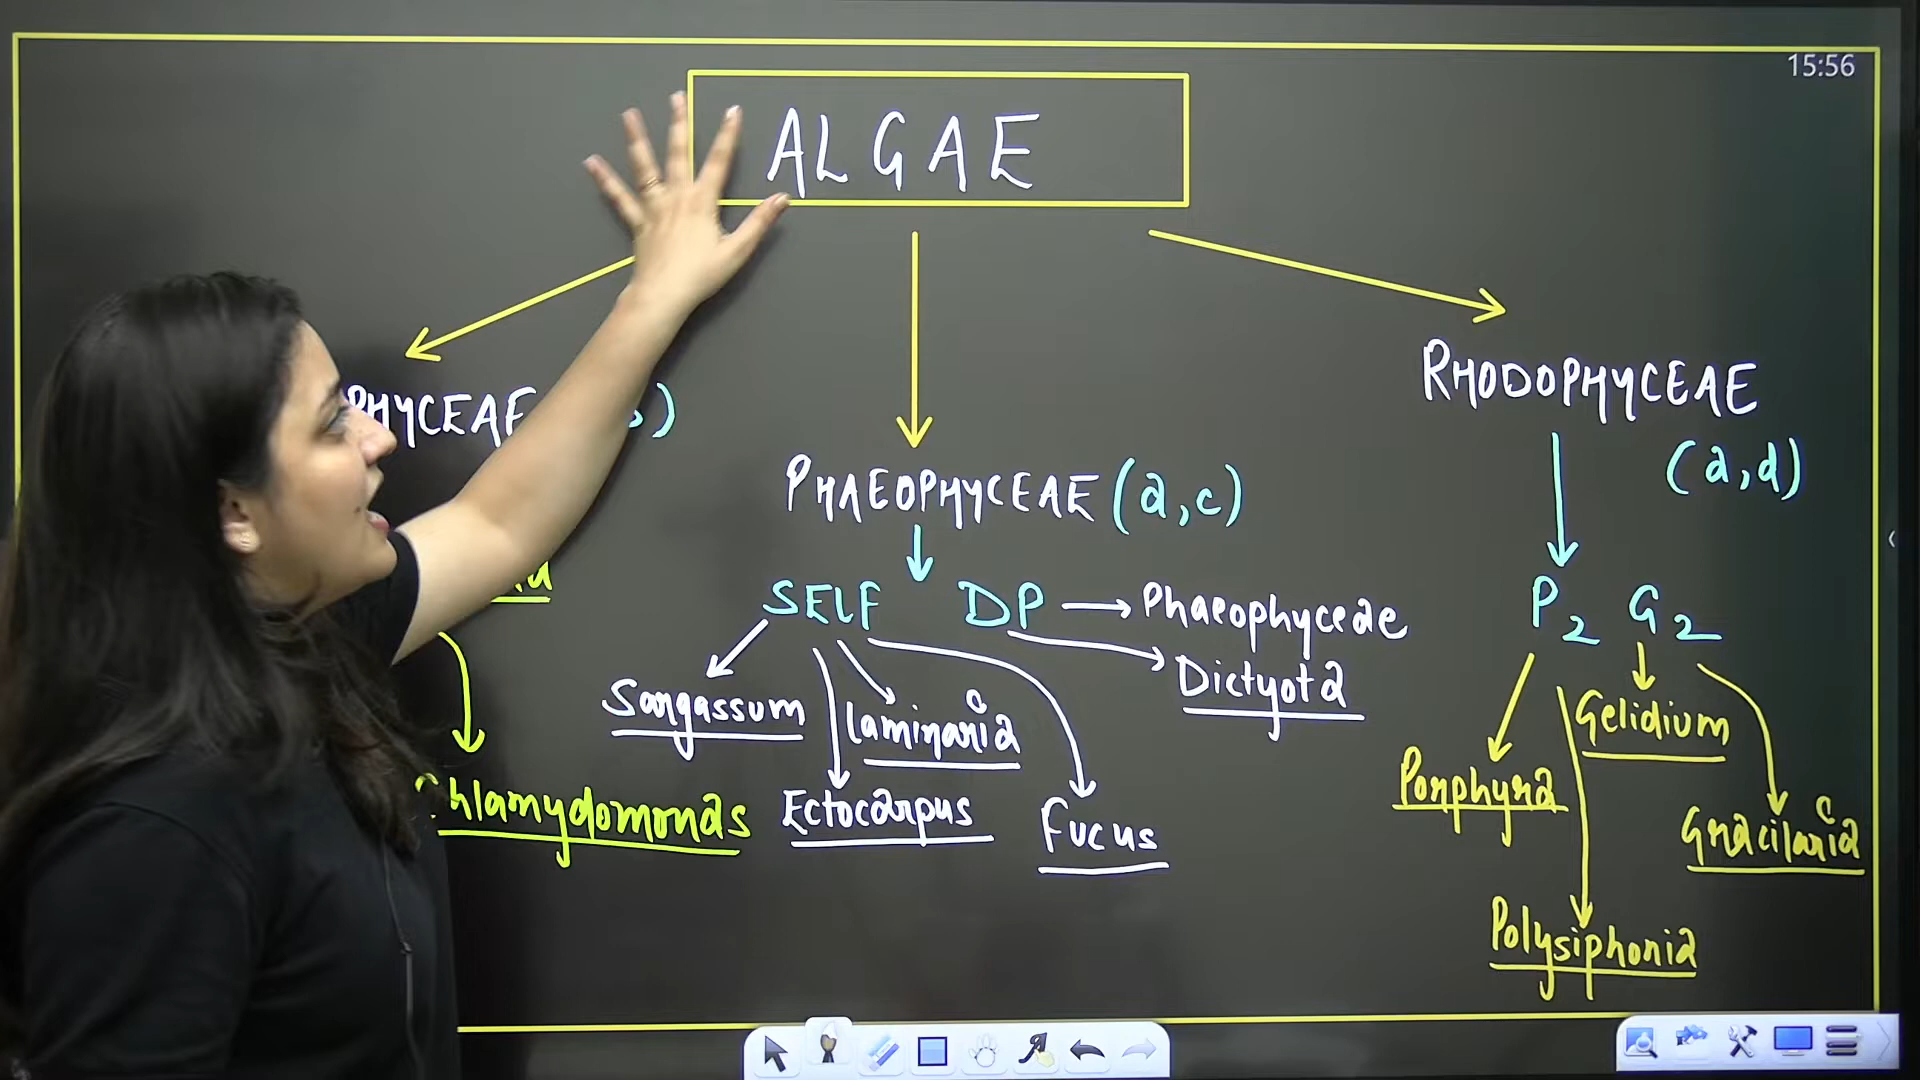 15:56
ALGAE
PHYCEAE
RHODOPHYCEAE
(a,d)
PHAEOPHYCEAE (a,c)
SELF DP → Phaeophyceae
Dictyota
P2 G2
Sargassum
Laminaria
Gelidium
Ectocarpus
Fucus
Chlamydomonas
Porphyra
Gracilaria
Polysiphonia